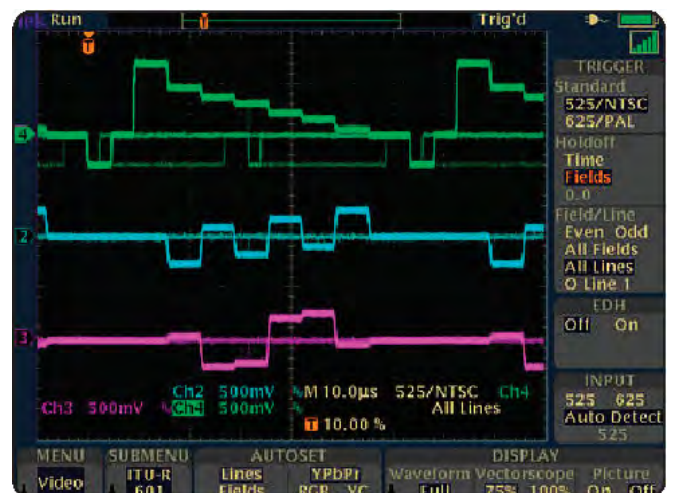 Run
Trig'd
T
T
4
2
3
Ch2 500mV
M 10.0µs
525/NTSC
Ch4
Ch3 500mV
Ch4 500mV
All Lines
T 10.00 %
TRIGGER
Standard
525/NTSC
625/PAL
Holdoff
Time
Fields
0.0
Field/Line
Even Odd
All Fields
All Lines
O Line 1
EDH
Off On
INPUT
525 625
Auto Detect
525
MENU
SUBMENU
AUTOSET
DISPLAY
Video
ITU-R
601
Lines
Fields
YPbPr
RGB YC
Waveform Vectorscope Picture
Full 75% 100% On Off